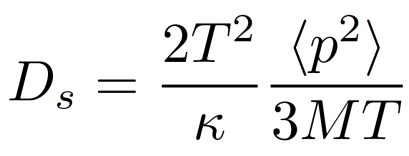 D_s = \frac{2T^2}{\kappa} \frac{\langle p^2 \rangle}{3MT}